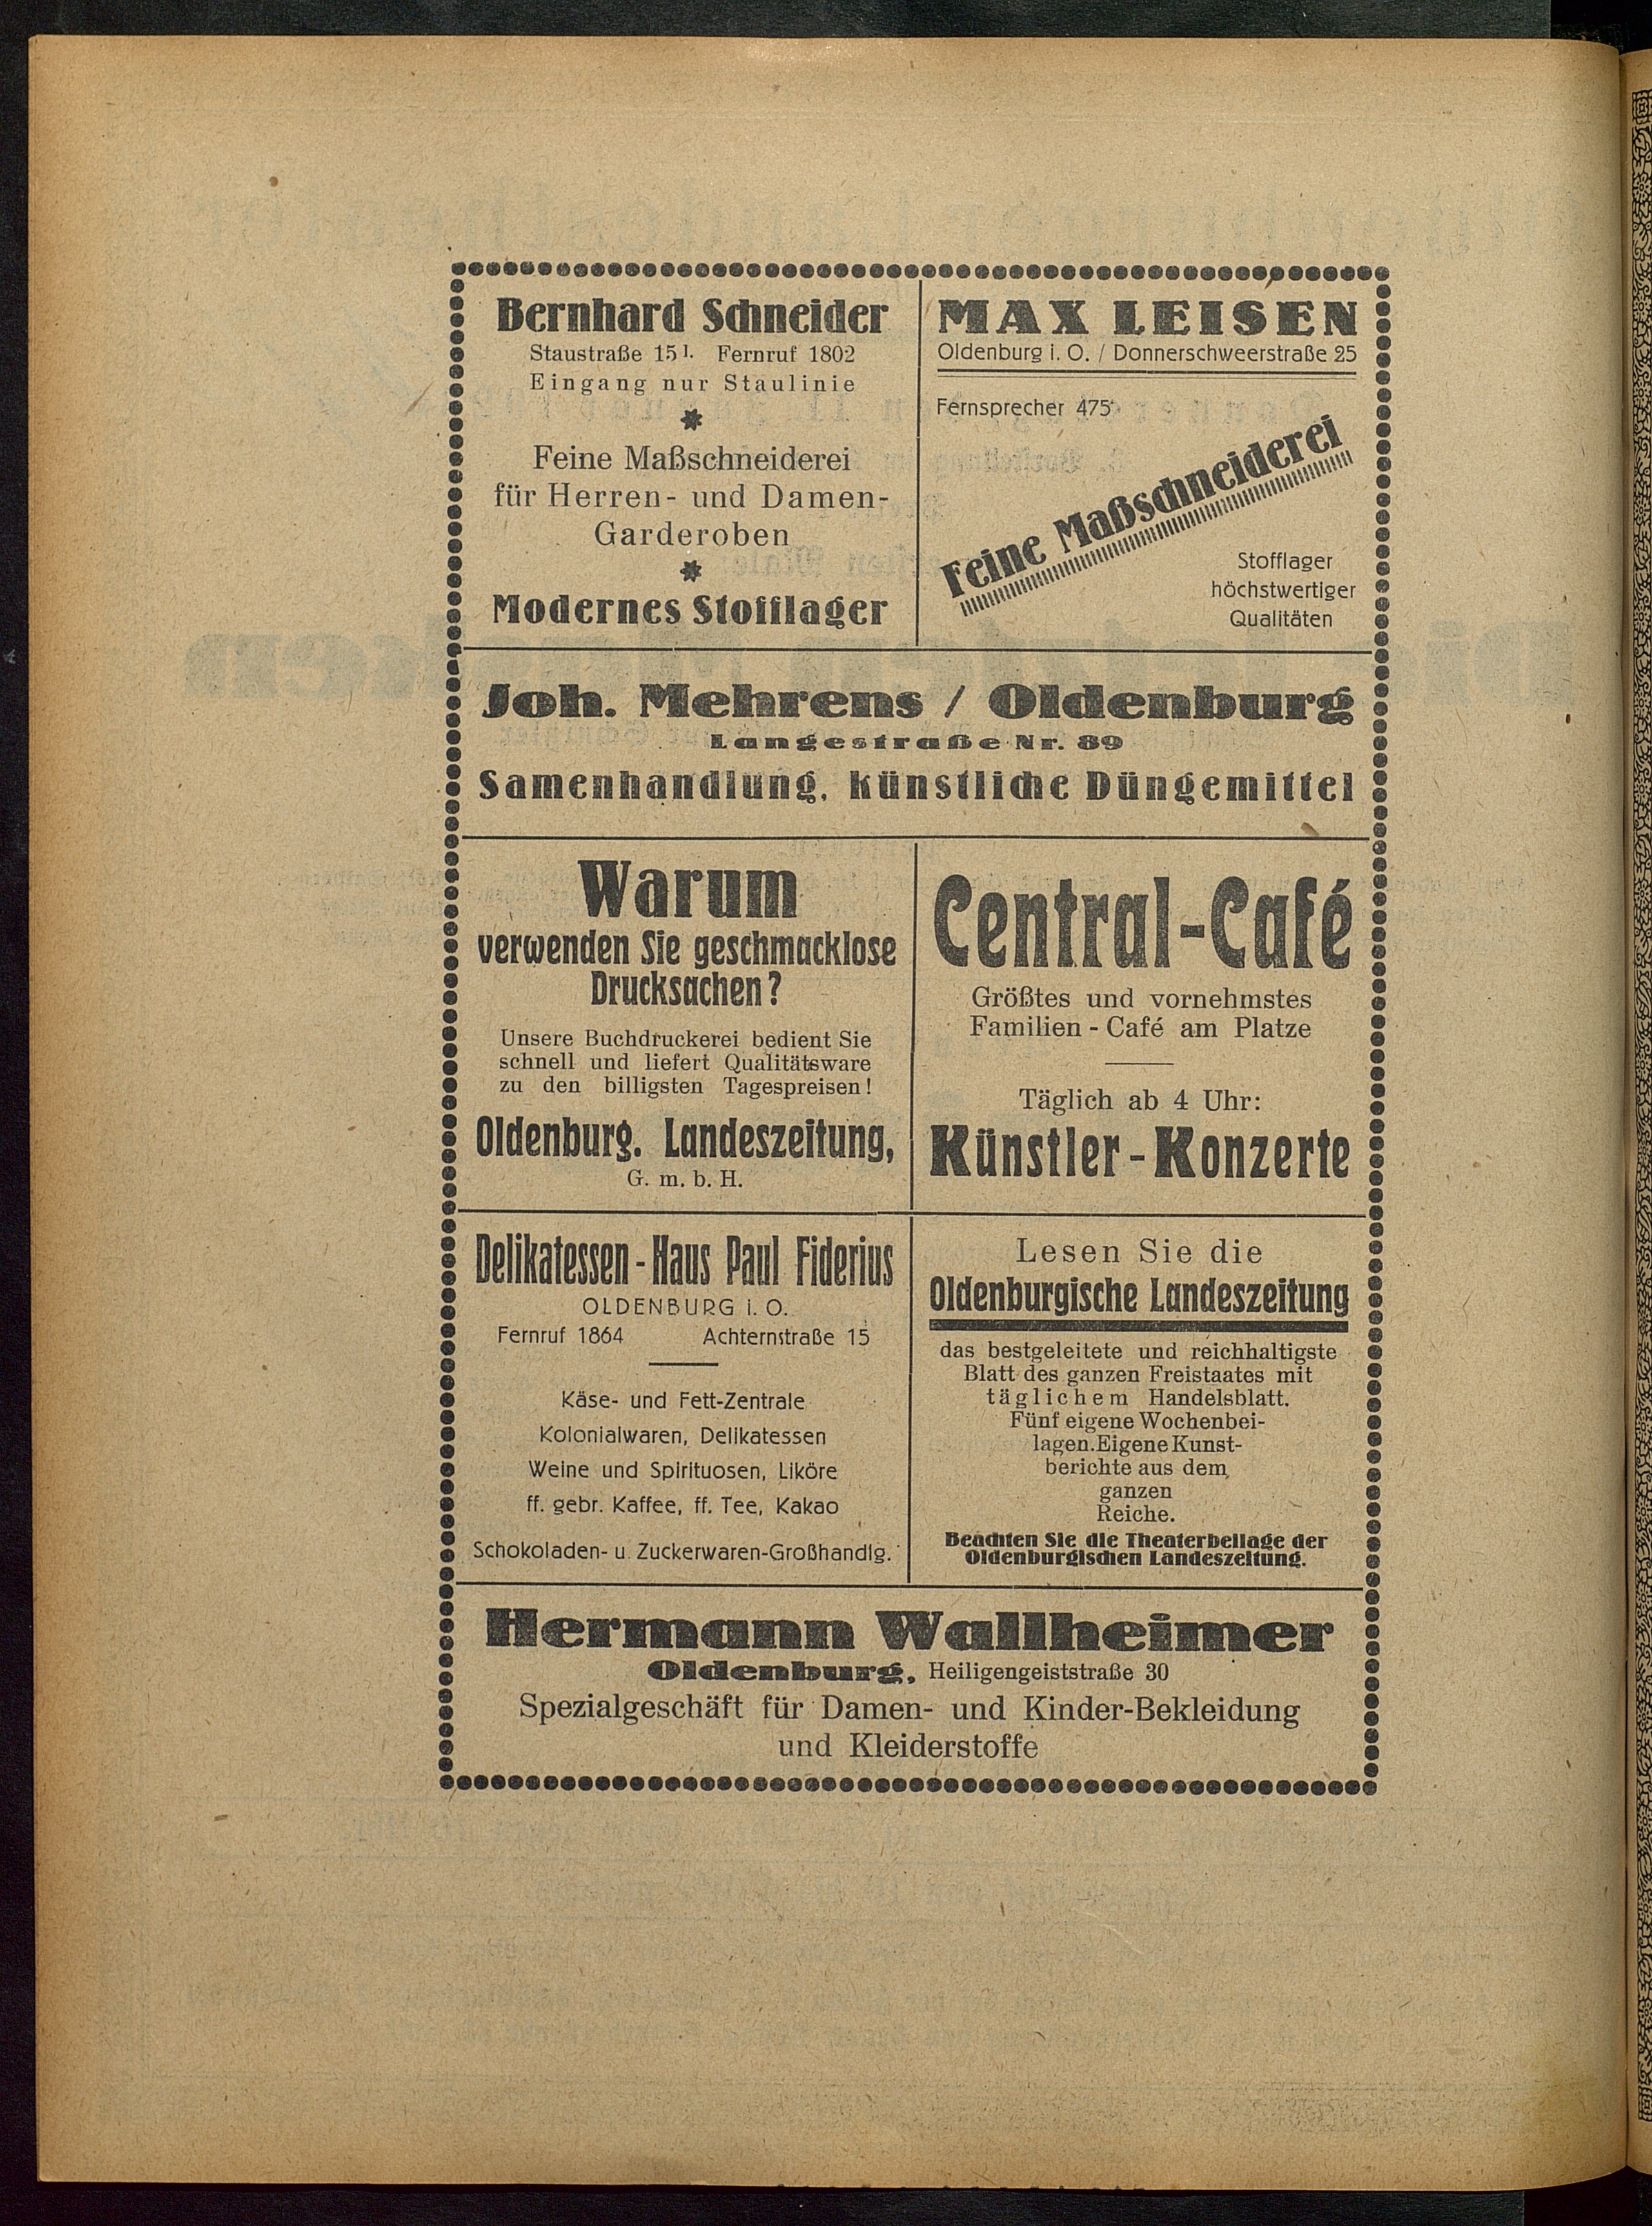 Bernhard Schneider
Staustraße 15 I. Fernruf 1802
Eingang nur Staulinie
Feine Maßschneiderei
für Herren- und Damen-
Garderoben
Modernes Stofflager
MAX LEISEN
Oldenburg i. O. / Donnerschweerstraße 25
Fernsprecher 475
Feine Maßschneiderei
Stofflager
höchstwertiger
Qualitäten
Joh. Mehrens / Oldenburg
Langestraße Nr. 89
Samenhandlung, künstliche Düngemittel
Warum
verwenden Sie geschmacklose
Drucksachen?
Unsere Buchdruckerei bedient Sie
schnell und liefert Qualitätsware
zu den billigsten Tagespreisen!
Oldenburg. Landeszeitung,
G. m. b. H.
Central-Café
Größtes und vornehmstes
Familien-Café am Platze
Täglich ab 4 Uhr:
Künstler-Konzerte
Delikatessen-Haus Paul Fiderius
OLDENBURG i. O.
Fernruf 1864 Achternstraße 15
Käse- und Fett-Zentrale
Kolonialwaren, Delikatessen
Weine und Spirituosen, Liköre
ff. gebr. Kaffee, ff. Tee, Kakao
Schokoladen- u. Zuckerwaren-Großhandlg.
Lesen Sie die
Oldenburgische Landeszeitung
das bestgeleitete und reichhaltigste
Blatt des ganzen Freistaates mit
täglichem Handelsblatt.
Fünf eigene Wochenbei-
lagen. Eigene Kunst-
berichte aus dem
ganzen
Reiche.
Beachten Sie die Theaterbeilage der
Oldenburgischen Landeszeitung.
Hermann Wallheimer
Oldenburg, Heiligengeiststraße 30
Spezialgeschäft für Damen- und Kinder-Bekleidung
und Kleiderstoffe